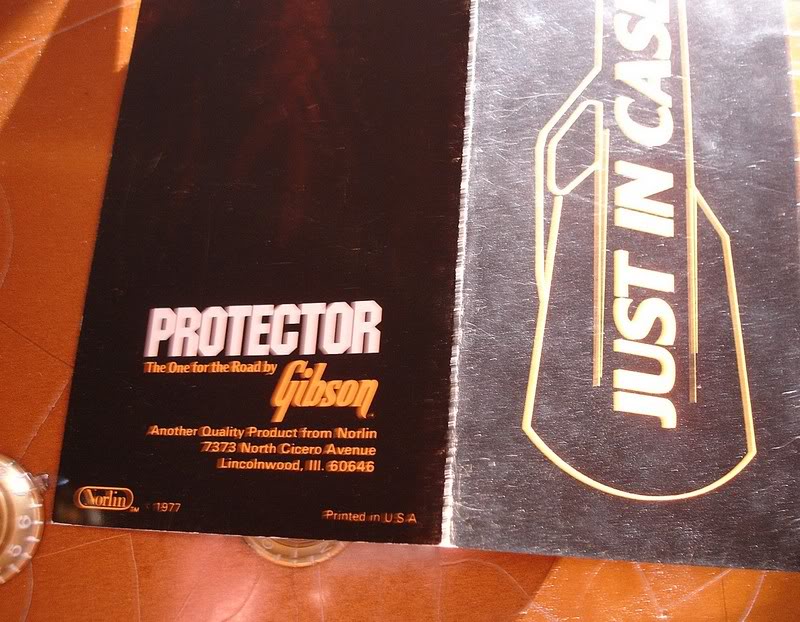 PROTECTOR
The One for the Road by
Gibson
Another Quality Product from Norlin
7373 North Cicero Avenue
Lincolnwood, Ill. 60646
Norlin TM
© 1977
Printed in U S A
JUST IN CASE